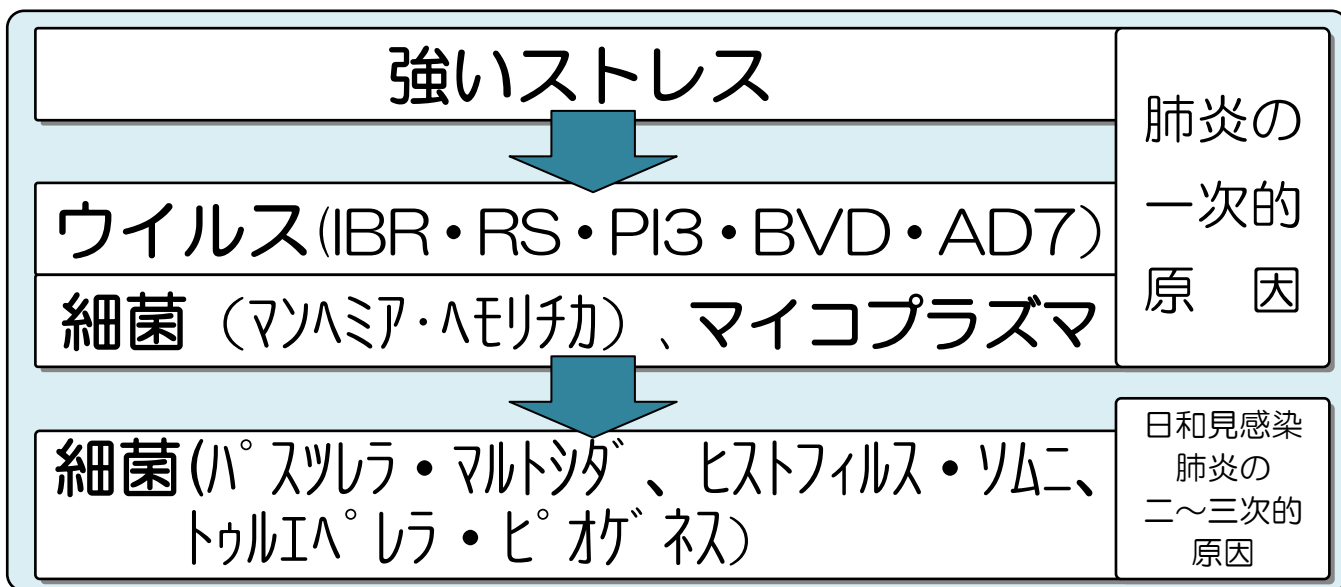 強いストレス
ウイルス(IBR・RS・PI3・BVD・AD7)
細菌（ﾏﾝﾍﾐｱ・ﾍﾓﾘﾁｶ）、マイコプラズマ
肺炎の
一次的
原　因
細菌(ﾊﾟｽﾂﾚﾗ・ﾏﾙﾄｼﾀﾞ、ﾋｽﾄﾌｨﾙｽ・ｿﾑﾆ、
ﾄｩﾙｴﾍﾟﾚﾗ・ﾋﾟｵｹﾞﾈｽ)
日和見感染
肺炎の
二～三次的
原因